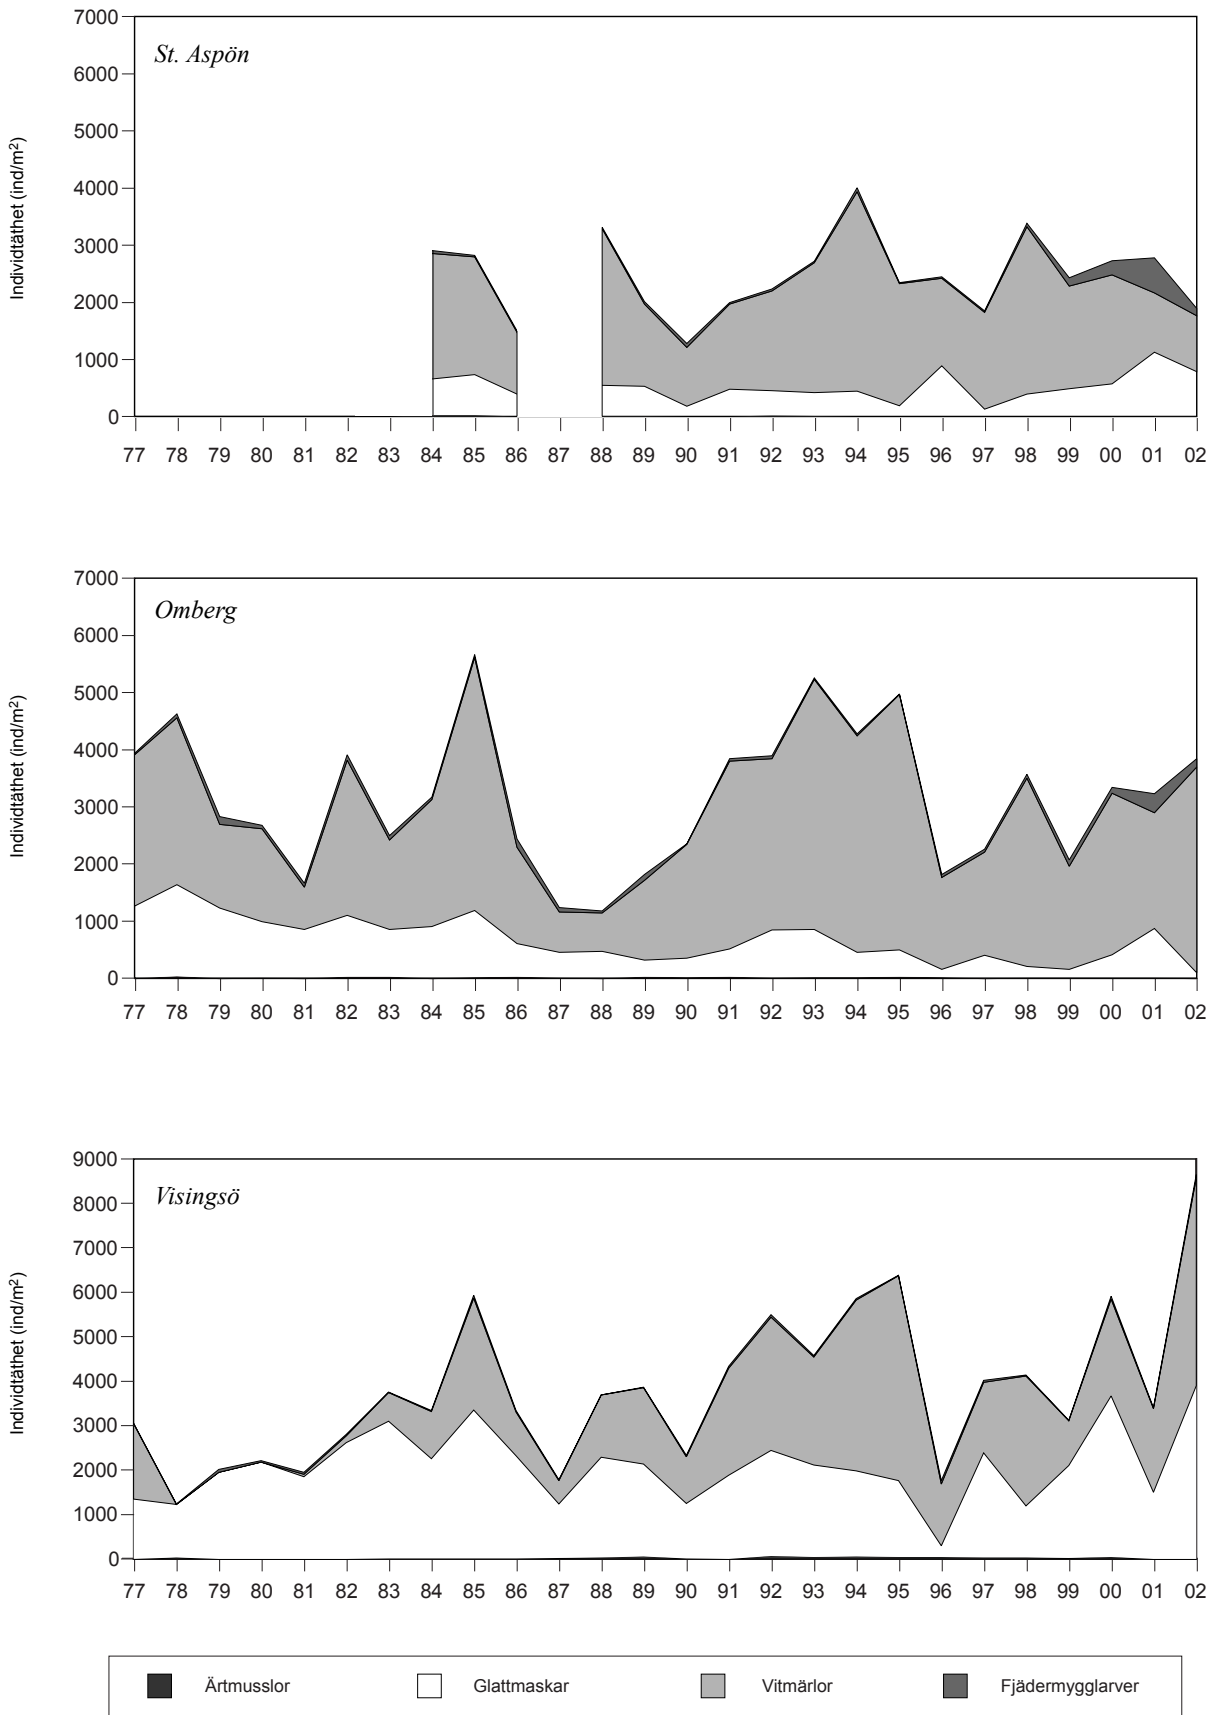 St. Aspön
Individtäthet (ind/m²)
7000
6000
5000
4000
3000
2000
1000
0
77 78 79 80 81 82 83 84 85 86 87 88 89 90 91 92 93 94 95 96 97 98 99 00 01 02
Omberg
Individtäthet (ind/m²)
7000
6000
5000
4000
3000
2000
1000
0
77 78 79 80 81 82 83 84 85 86 87 88 89 90 91 92 93 94 95 96 97 98 99 00 01 02
Visingsö
Individtäthet (ind/m²)
9000
8000
7000
6000
5000
4000
3000
2000
1000
0
77 78 79 80 81 82 83 84 85 86 87 88 89 90 91 92 93 94 95 96 97 98 99 00 01 02
Ärtmusslor Glattmaskar Vitmärlor Fjädermygglarver